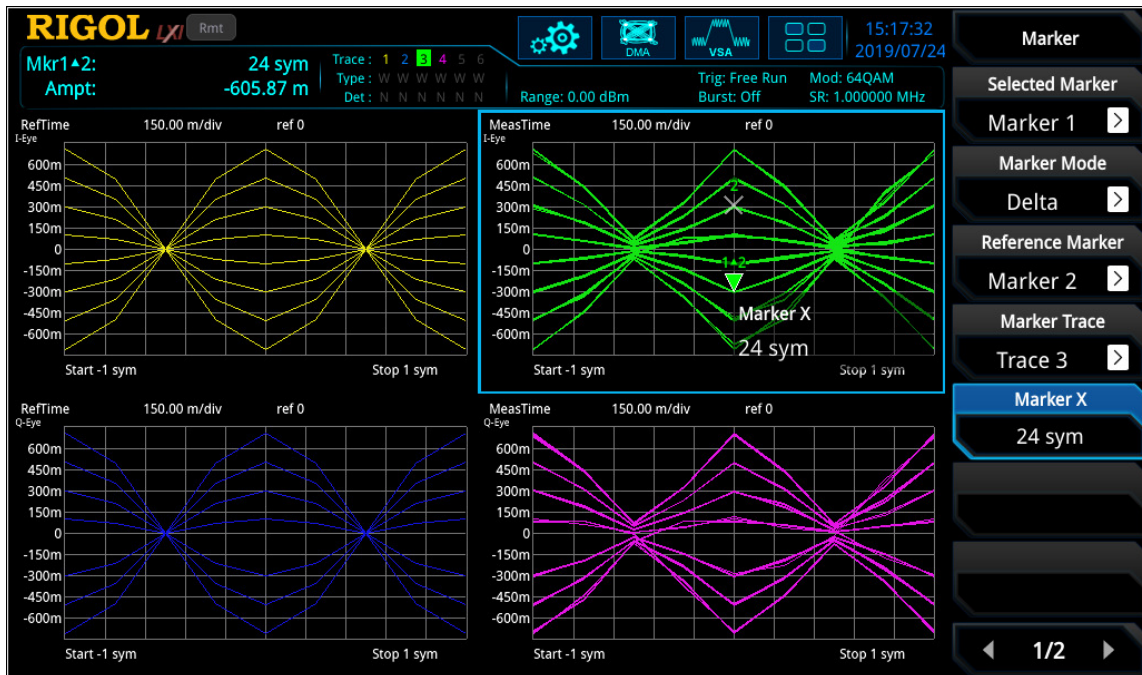 RIGOL LXI Rmt
DMA
VSA
15:17:32
2019/07/24
Mkr1▲2: 24 sym
Ampt: -605.87 m
Trace: 1 2 3 4 5 6
Type: W W W W W W
Det: N N N N N N
Range: 0.00 dBm
Trig: Free Run
Burst: Off
Mod: 64QAM
SR: 1.000000 MHz
RefTime 150.00 m/div ref 0
I-Eye
600m
450m
300m
150m
0
-150m
-300m
-450m
-600m
Start -1 sym Stop 1 sym
MeasTime 150.00 m/div ref 0
I-Eye
600m
450m
300m
150m
0
-150m
-300m
-450m
-600m
2
1▲2
Marker X
24 sym
Start -1 sym Stop 1 sym
RefTime 150.00 m/div ref 0
Q-Eye
600m
450m
300m
150m
0
-150m
-300m
-450m
-600m
Start -1 sym Stop 1 sym
MeasTime 150.00 m/div ref 0
Q-Eye
600m
450m
300m
150m
0
-150m
-300m
-450m
-600m
Start -1 sym Stop 1 sym
Marker
Selected Marker
Marker 1
Marker Mode
Delta
Reference Marker
Marker 2
Marker Trace
Trace 3
Marker X
24 sym
1/2